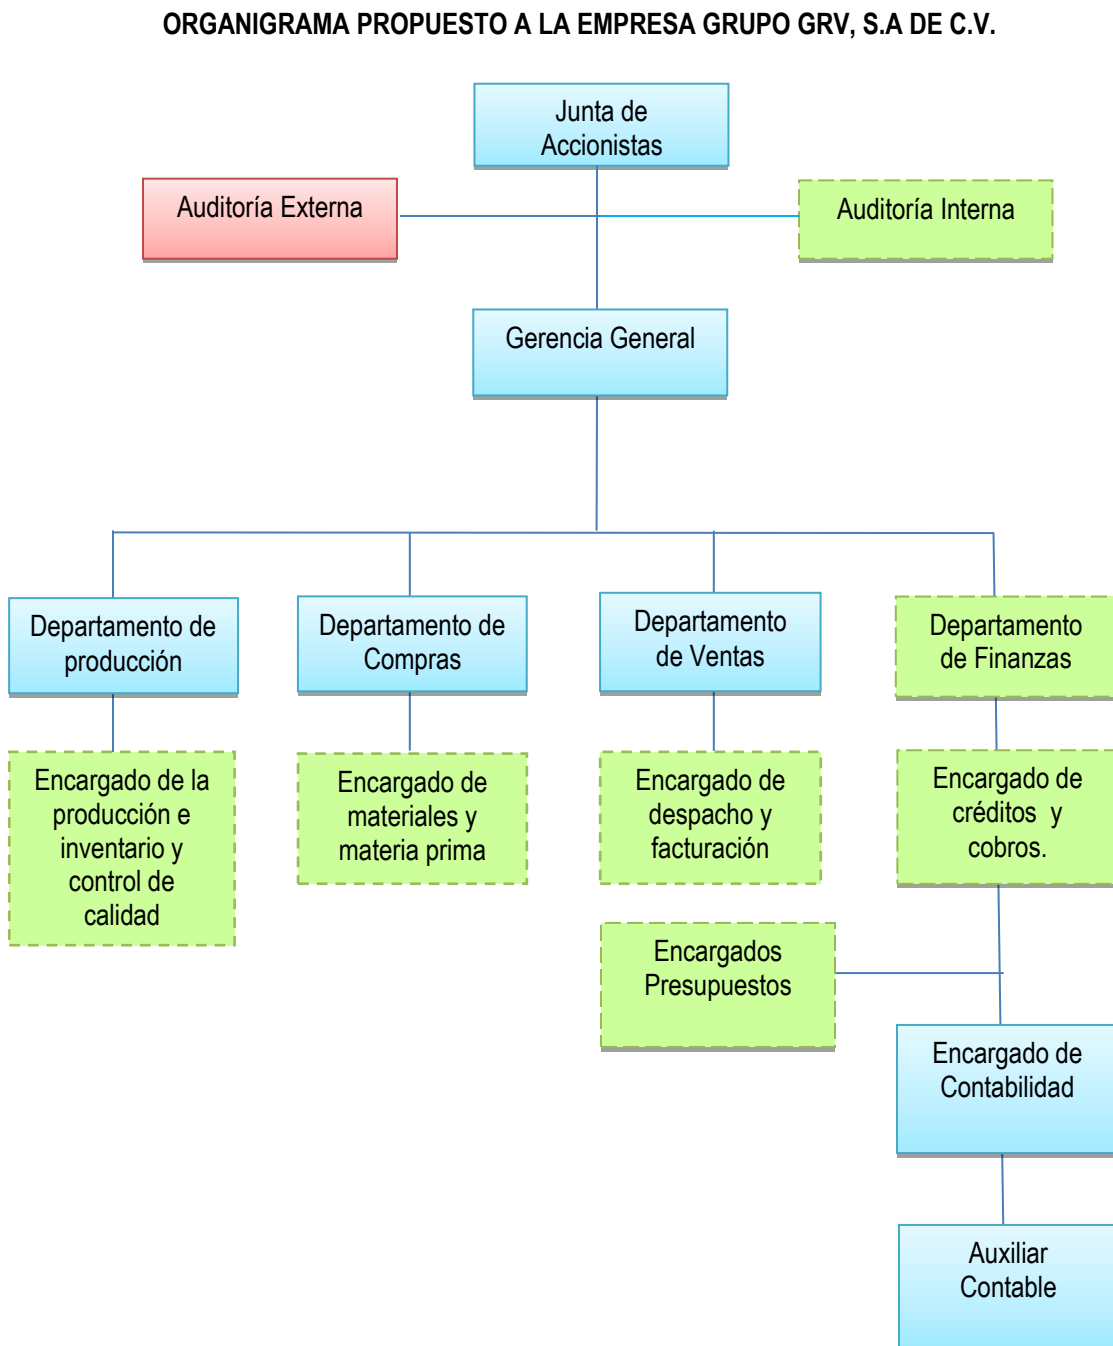 ORGANIGRAMA PROPUESTO A LA EMPRESA GRUPO GRV, S.A DE C.V.
Junta de
Accionistas
Auditoría Externa
Auditoría Interna
Gerencia General
Departamento de
producción
Departamento de
Compras
Departamento
de Ventas
Departamento
de Finanzas
Encargado de la
producción e
inventario y
control de
calidad
Encargado de
materiales y
materia prima
Encargado de
despacho y
facturación
Encargado de
créditos y
cobros.
Encargados
Presupuestos
Encargado de
Contabilidad
Auxiliar
Contable